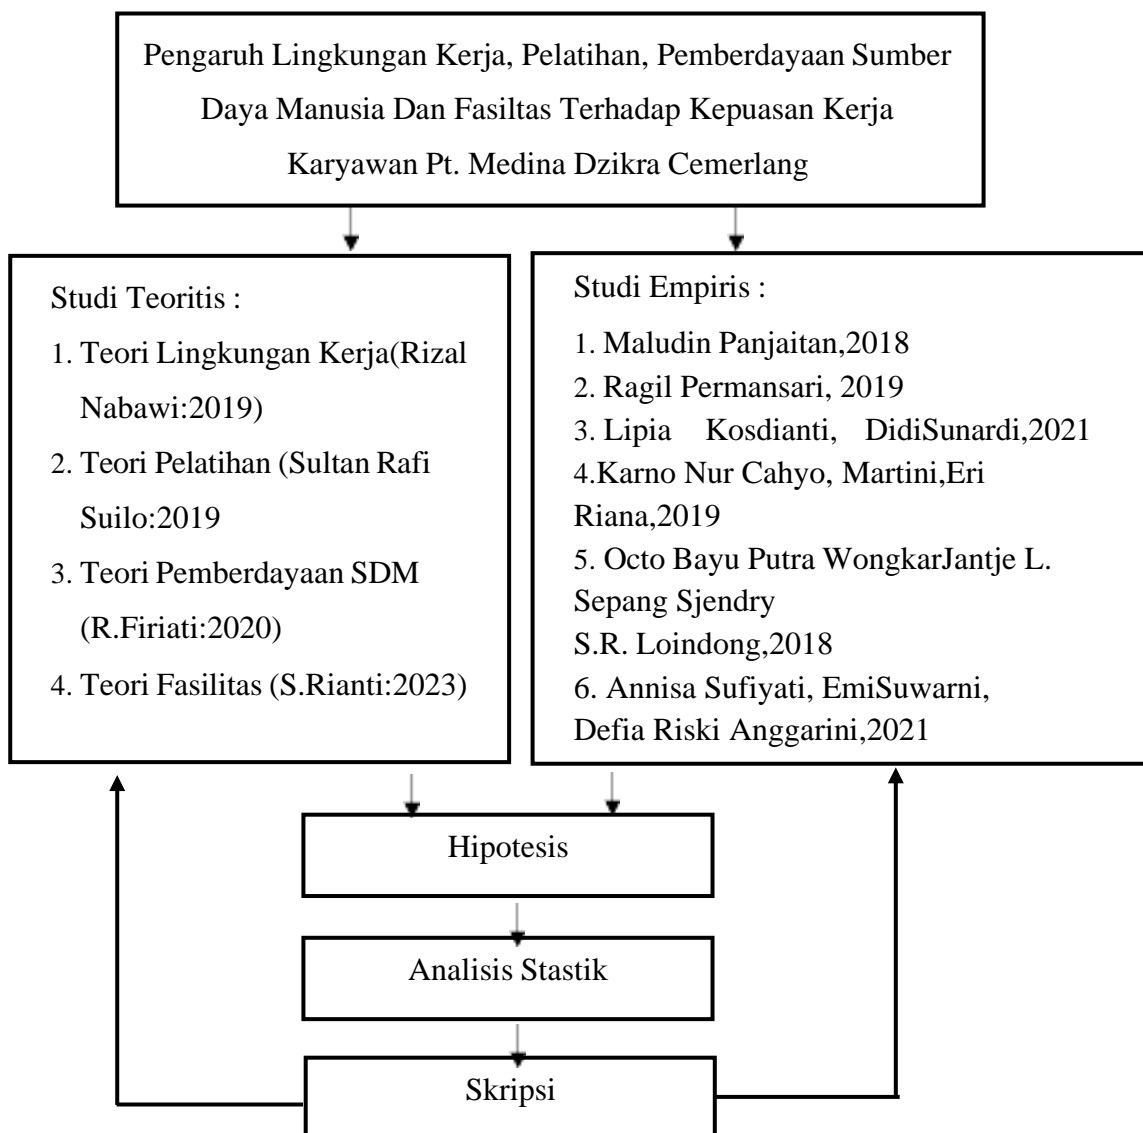 Pengaruh Lingkungan Kerja, Pelatihan, Pemberdayaan Sumber
Daya Manusia Dan Fasiltas Terhadap Kepuasan Kerja
Karyawan Pt. Medina Dzikra Cemerlang
Studi Teoritis :
1. Teori Lingkungan Kerja(Rizal
Nabawi:2019)
2. Teori Pelatihan (Sultan Rafi
Suilo:2019
3. Teori Pemberdayaan SDM
(R.Firiati:2020)
4. Teori Fasilitas (S.Rianti:2023)
Studi Empiris :
1. Maludin Panjaitan,2018
2. Ragil Permansari, 2019
3. Lipia Kosdianti, DidiSunardi,2021
4.Karno Nur Cahyo, Martini,Eri
Riana,2019
5. Octo Bayu Putra WongkarJantje L.
Sepang Sjendry
S.R. Loindong,2018
6. Annisa Sufiyati, EmiSuwarni,
Defia Riski Anggarini,2021
Hipotesis
Analisis Stastik
Skripsi